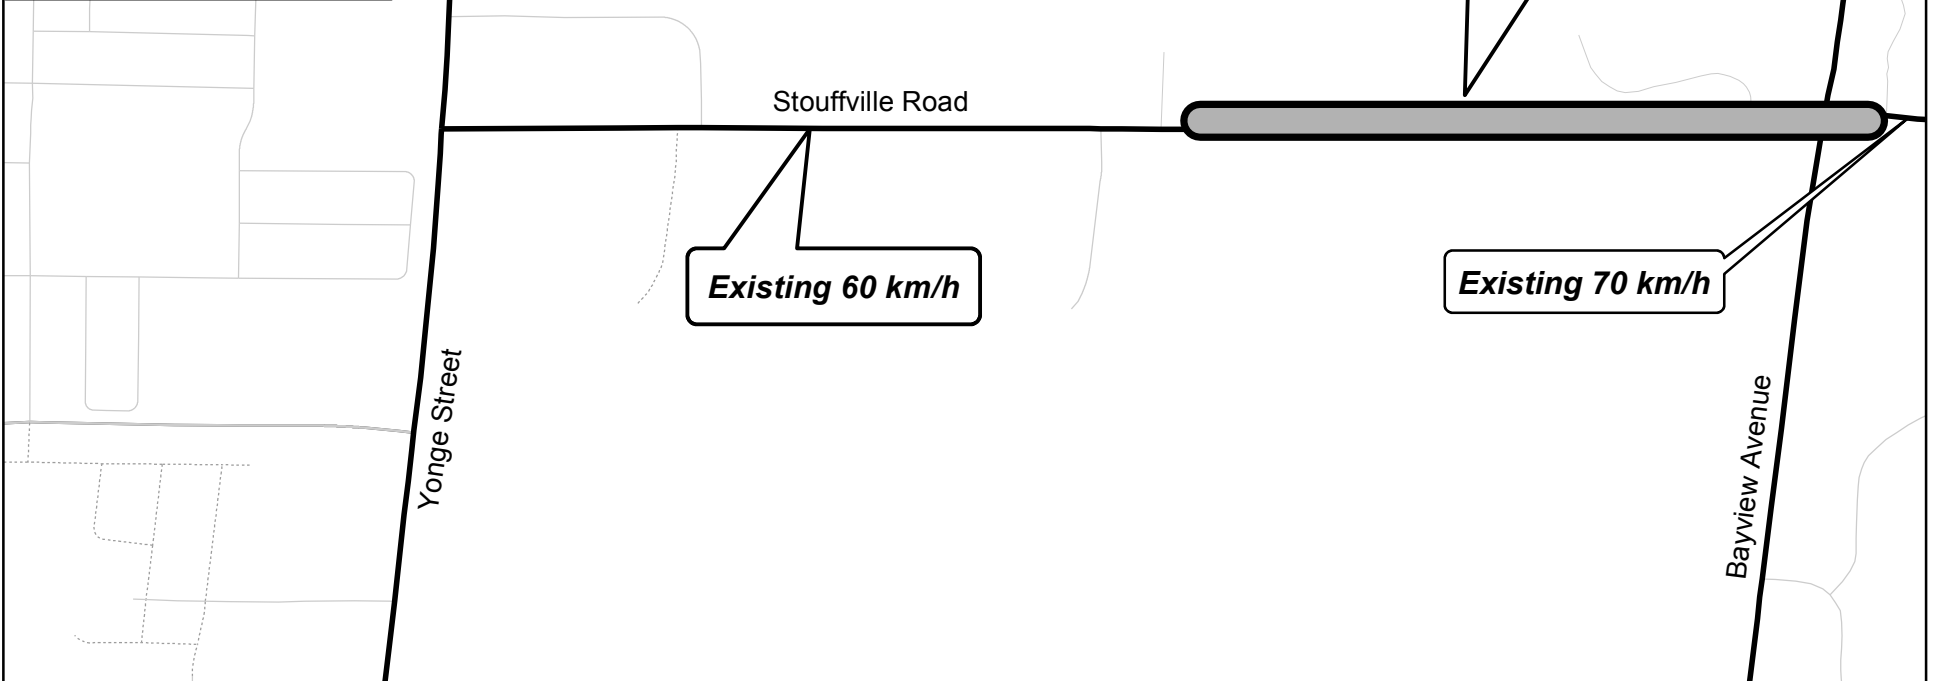 Stouffville Road
Existing 60 km/h
Existing 70 km/h
Yonge Street
Bayview Avenue